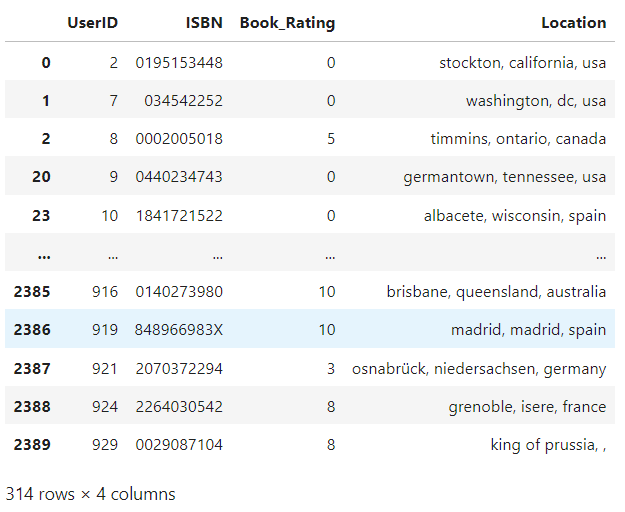 UserID ISBN Book_Rating Location
0 2 0195153448 0 stockton, california, usa
1 7 034542252 0 washington, dc, usa
2 8 0002005018 5 timmins, ontario, canada
20 9 0440234743 0 germantown, tennessee, usa
23 10 1841721522 0 albacete, wisconsin, spain
... ... ... ... ...
2385 916 0140273980 10 brisbane, queensland, australia
2386 919 848966983X 10 madrid, madrid, spain
2387 921 2070372294 3 osnabrück, niedersachsen, germany
2388 924 2264030542 8 grenoble, isere, france
2389 929 0029087104 8 king of prussia, ,
314 rows × 4 columns